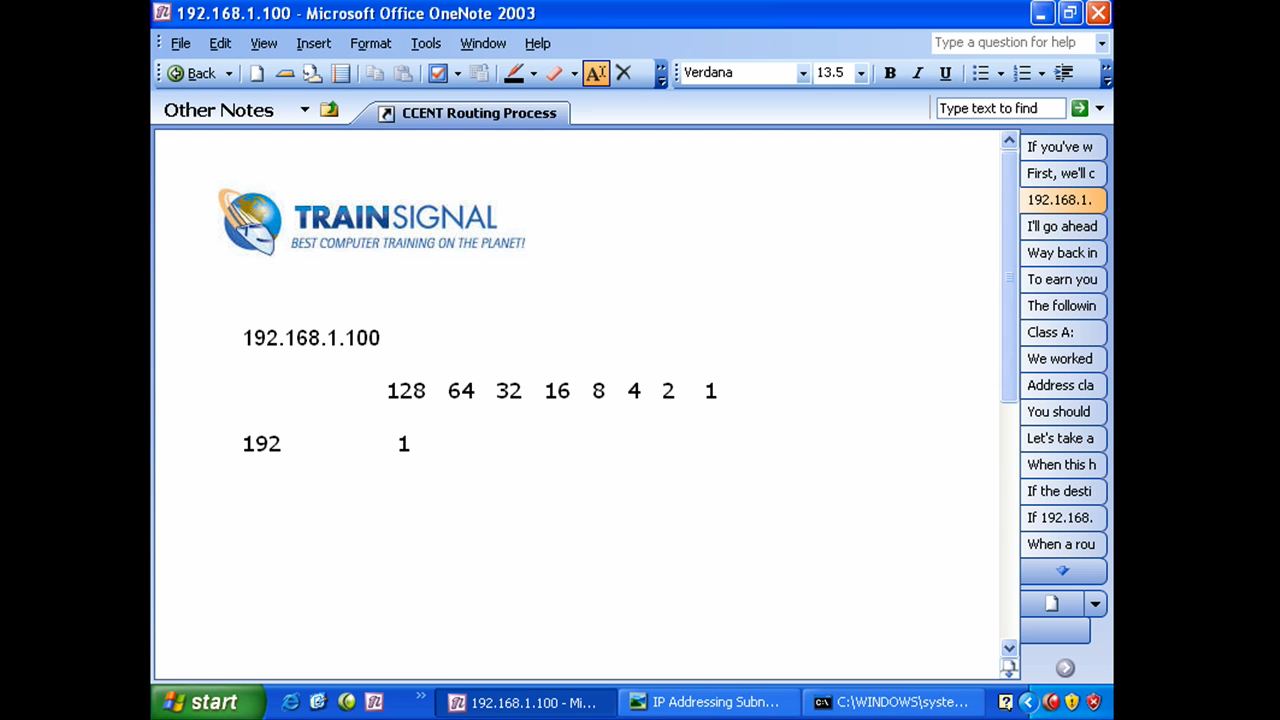 192.168.1.100 - Microsoft Office OneNote 2003
File Edit View Insert Format Tools Window Help
Type a question for help
Back
Verdana
13.5
B I U
Other Notes
CCENT Routing Process
Type text to find
TRAINSIGNAL
BEST COMPUTER TRAINING ON THE PLANET!
192.168.1.100
128 64 32 16 8 4 2 1
192 1
If you've w
First, we'll c
192.168.1.
I'll go ahead
Way back in
To earn you
The followin
Class A:
We worked
Address cla
You should
Let's take a
When this h
If the desti
If 192.168.
When a rou
start
192.168.1.100 - Mi...
IP Addressing Subn...
C:\WINDOWS\syste...